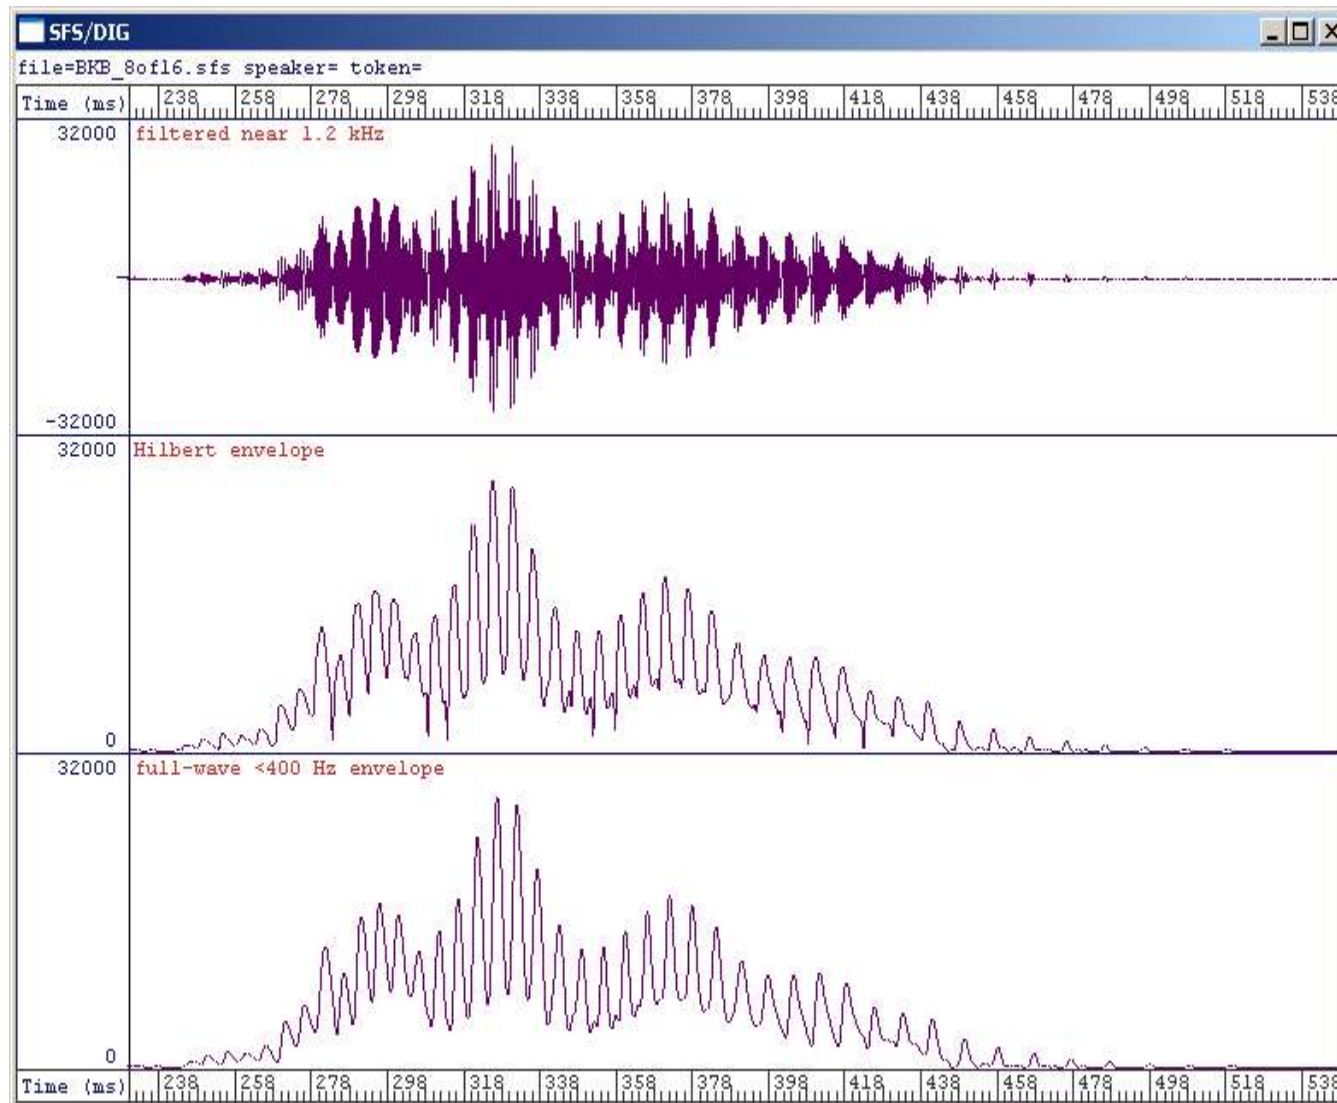 SFS/DIG
file=BKB_8of16.sfs speaker= token=
Time (ms) 238 258 278 298 318 338 358 378 398 418 438 458 478 498 518 538
32000 filtered near 1.2 kHz
-32000
32000 Hilbert envelope
0
32000 full-wave <400 Hz envelope
0
Time (ms) 238 258 278 298 318 338 358 378 398 418 438 458 478 498 518 538